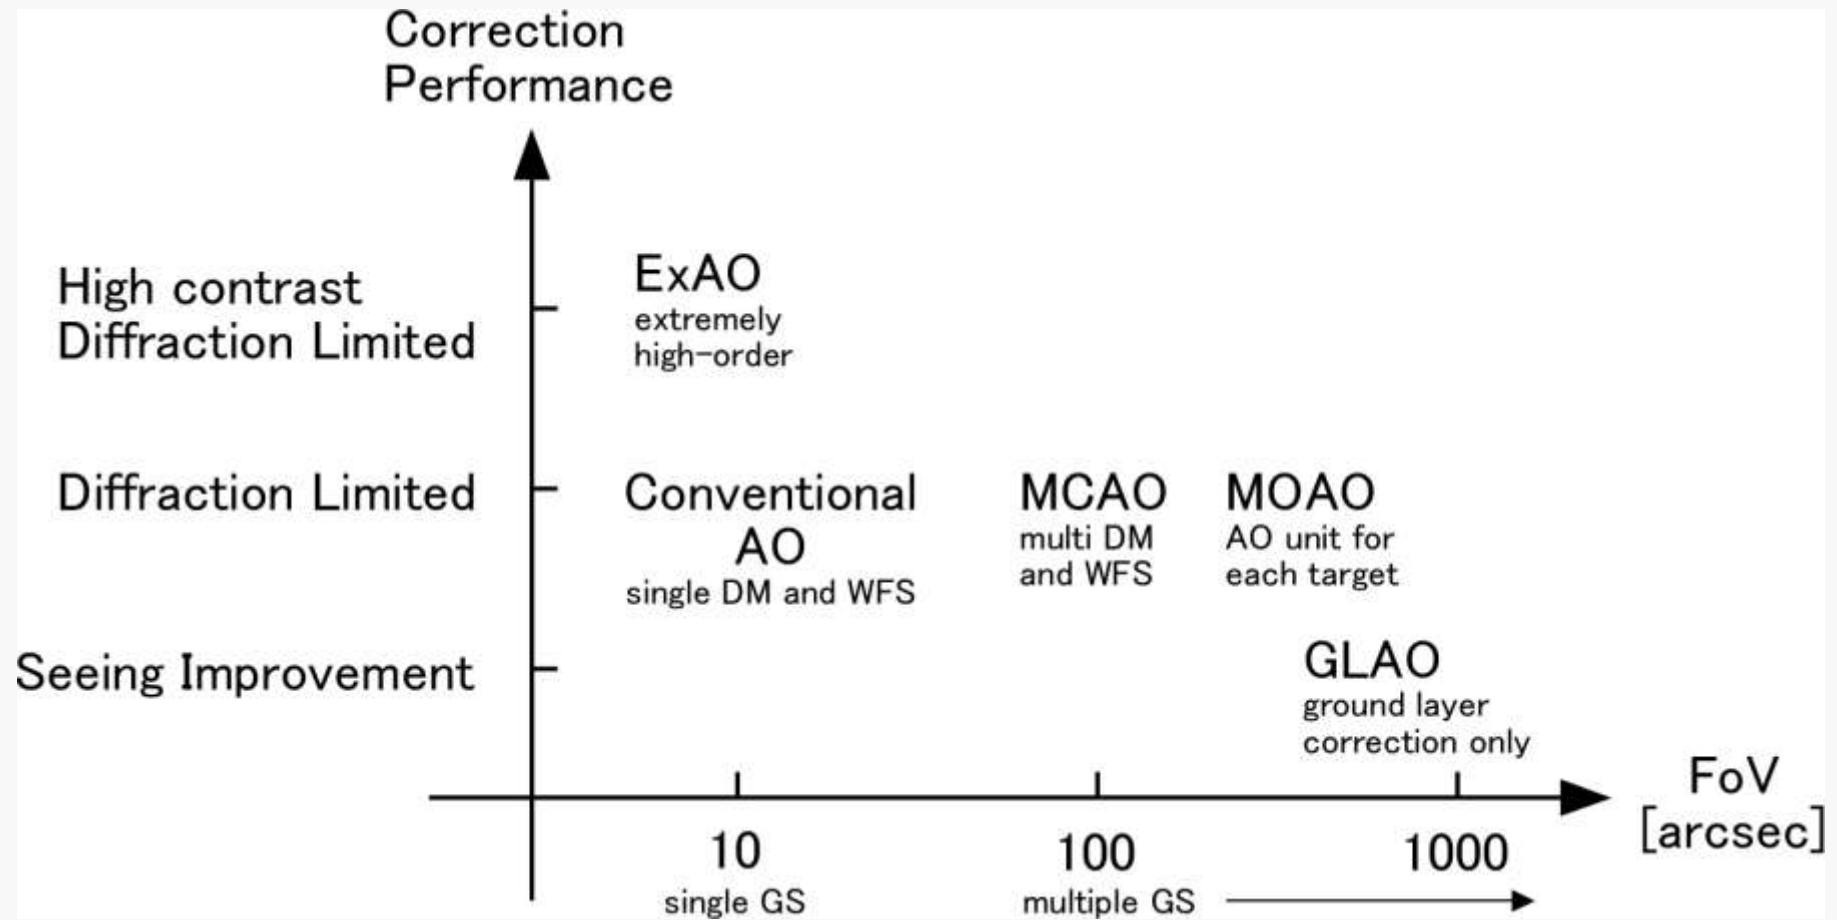 Correction
Performance
High contrast
Diffraction Limited
ExAO
extremely
high-order
Diffraction Limited
Conventional
AO
single DM and WFS
MCAO
multi DM
and WFS
MOAO
AO unit for
each target
Seeing Improvement
GLAO
ground layer
correction only
FoV
[arcsec]
10
100
1000
single GS
multiple GS